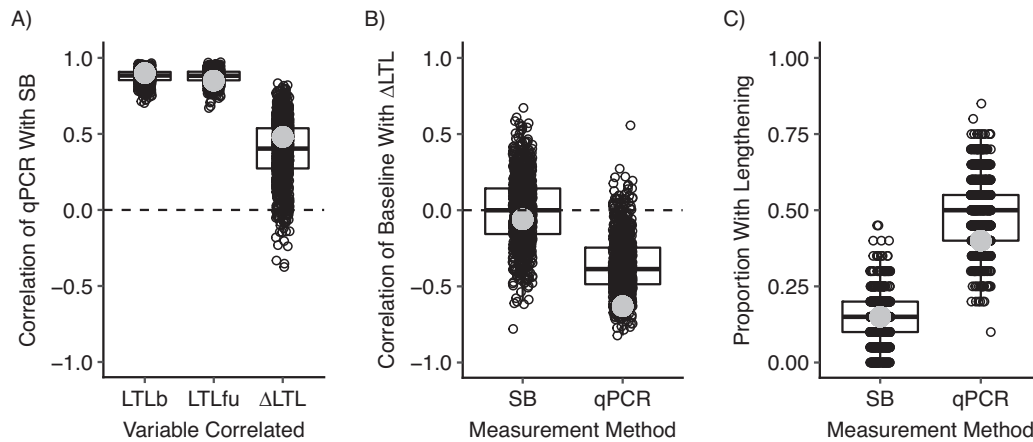 A)
Correlation of qPCR With SB
1.0
0.5
0.0
−0.5
−1.0
LTLb LTLfu ΔLTL
Variable Correlated
B)
Correlation of Baseline With ΔLTL
1.0
0.5
0.0
−0.5
−1.0
SB qPCR
Measurement Method
C)
Proportion With Lengthening
1.00
0.75
0.50
0.25
0.00
SB qPCR
Measurement Method